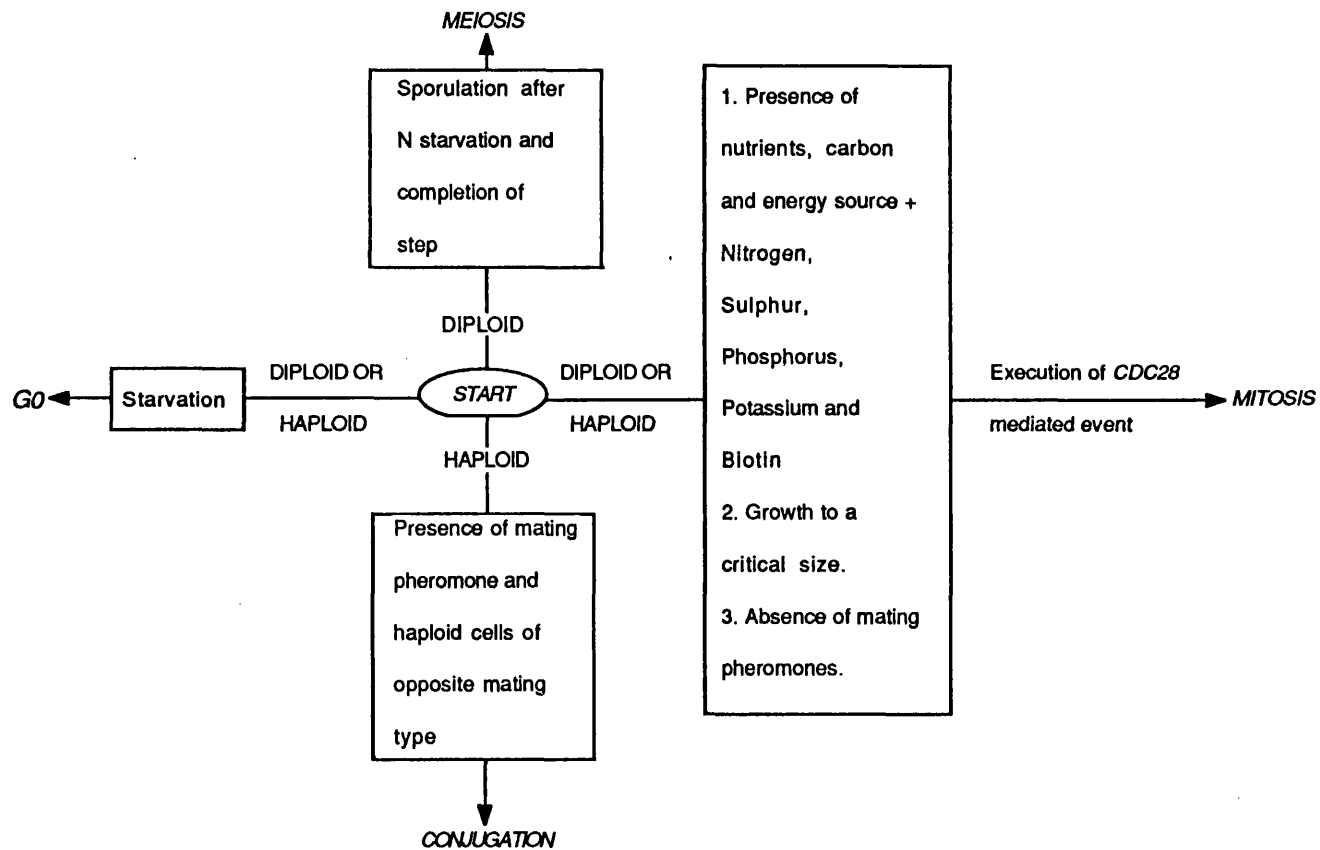 MEIOSIS
Sporulation after
N starvation and
completion of
step
DIPLOID
G0
Starvation
DIPLOID OR
HAPLOID
START
DIPLOID OR
HAPLOID
HAPLOID
Presence of mating
pheromone and
haploid cells of
opposite mating
type
CONJUGATION
1. Presence of
nutrients, carbon
and energy source +
Nitrogen,
Sulphur,
Phosphorus,
Potassium and
Biotin
2. Growth to a
critical size.
3. Absence of mating
pheromones.
Execution of CDC28
mediated event
MITOSIS